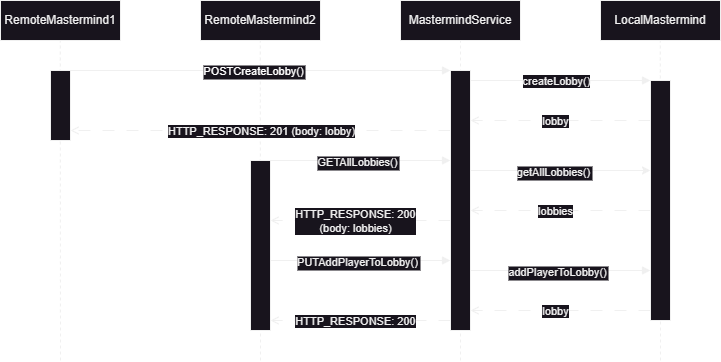 RemoteMastermind1
RemoteMastermind2
MastermindService
LocalMastermind
POSTCreateLobby()
createLobby()
lobby
HTTP_RESPONSE: 201 (body: lobby)
GETAllLobbies()
getAllLobbies()
lobbies
HTTP_RESPONSE: 200
(body: lobbies)
PUTAddPlayerToLobby()
addPlayerToLobby()
lobby
HTTP_RESPONSE: 200